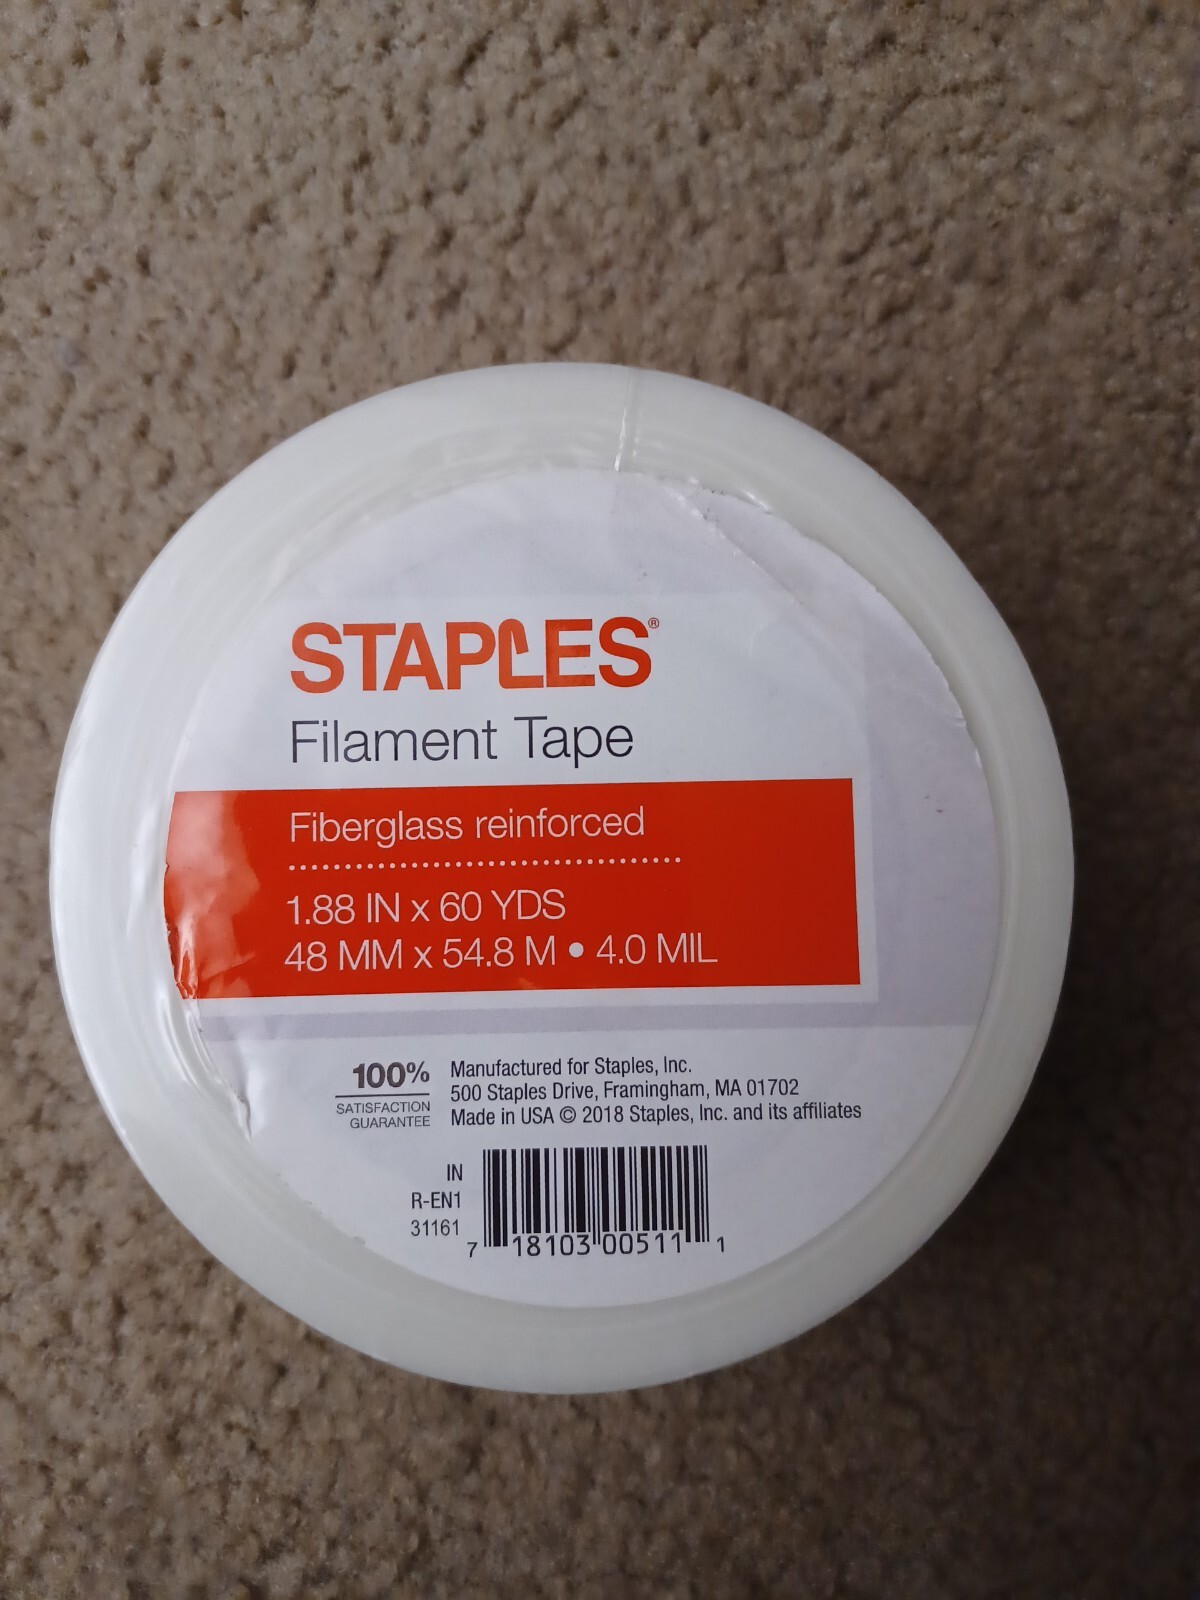 STAPLES®
Filament Tape
Fiberglass reinforced
1.88 IN x 60 YDS
48 MM x 54.8 M • 4.0 MIL
100%
SATISFACTION
GUARANTEE
Manufactured for Staples, Inc.
500 Staples Drive, Framingham, MA 01702
Made in USA © 2018 Staples, Inc. and its affiliates
IN
R-EN1
31161
7 18103 00511 1